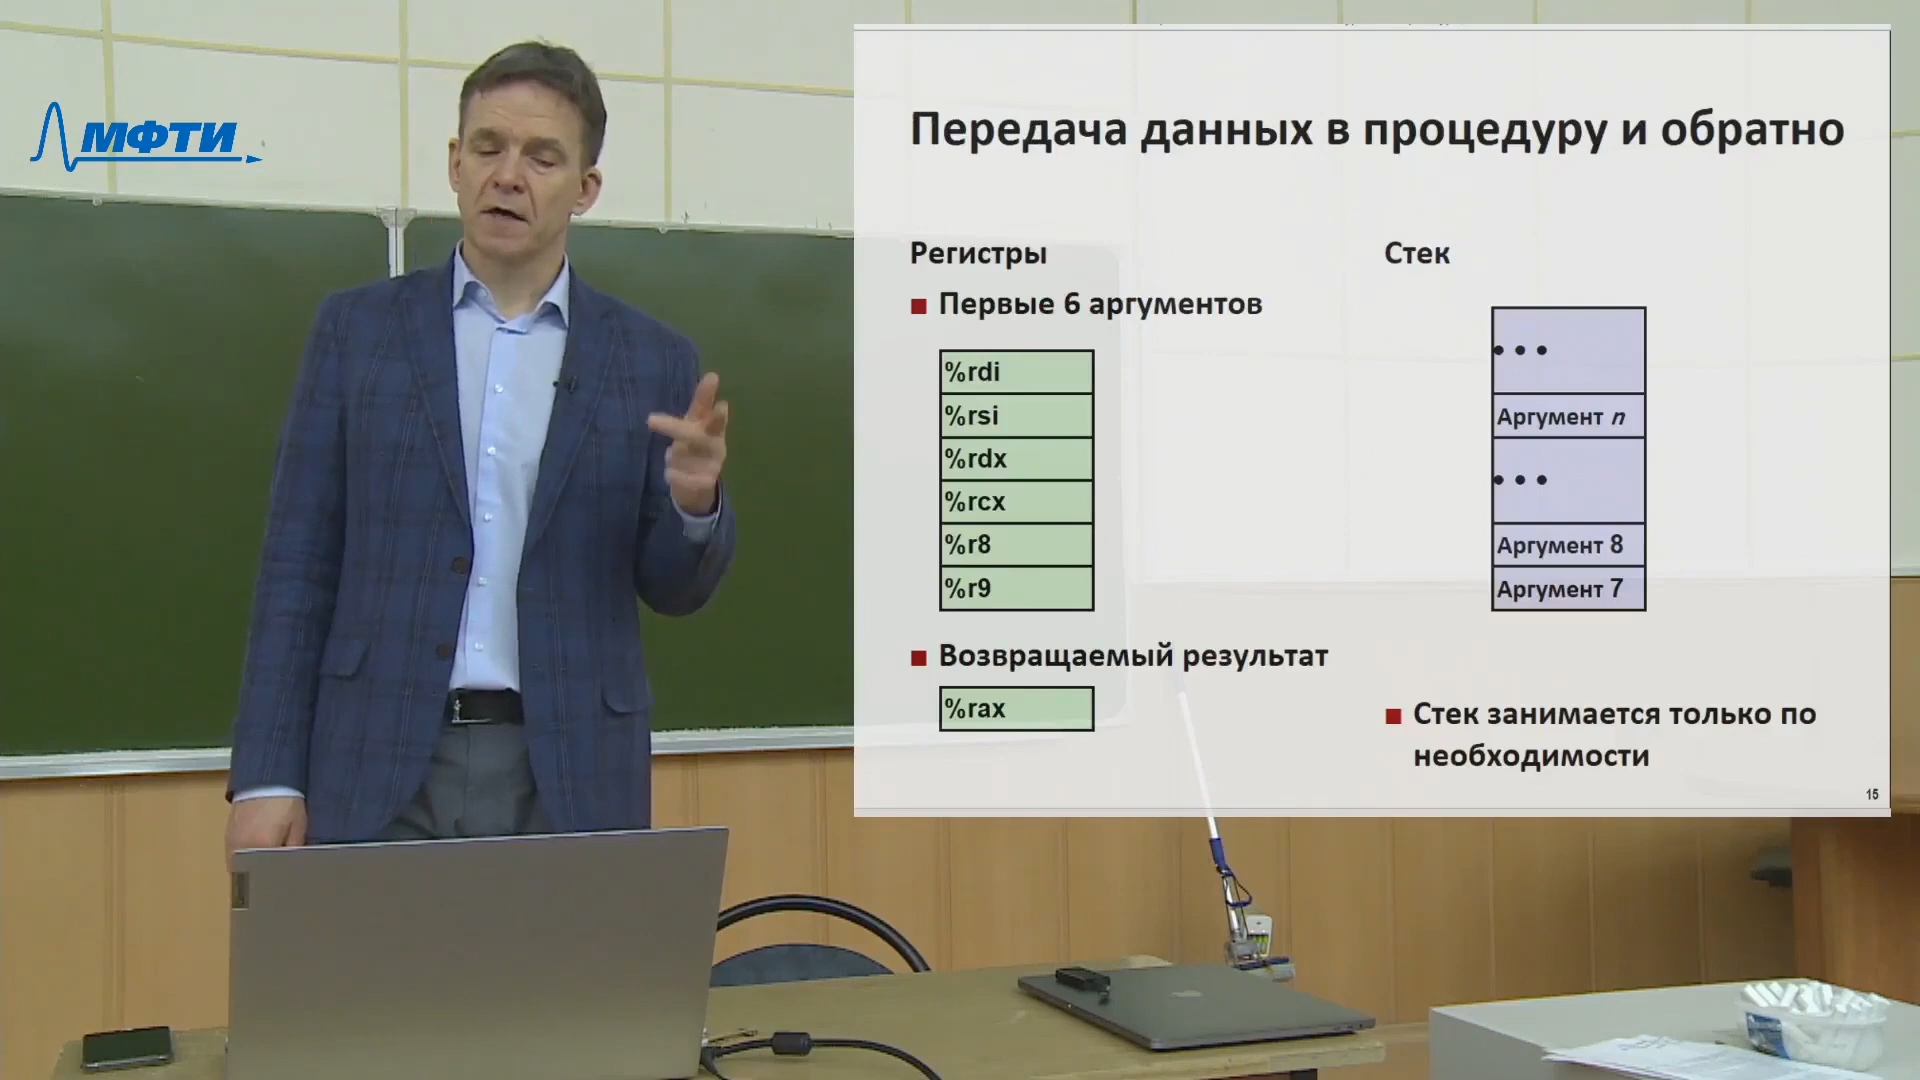 МФТИ
Передача данных в процедуру и обратно
Регистры
Первые 6 аргументов
%rdi
%rsi
%rdx
%rcx
%r8
%r9
Возвращаемый результат
%rax
Стек
• • •
Аргумент n
• • •
Аргумент 8
Аргумент 7
Стек занимается только по
необходимости
15